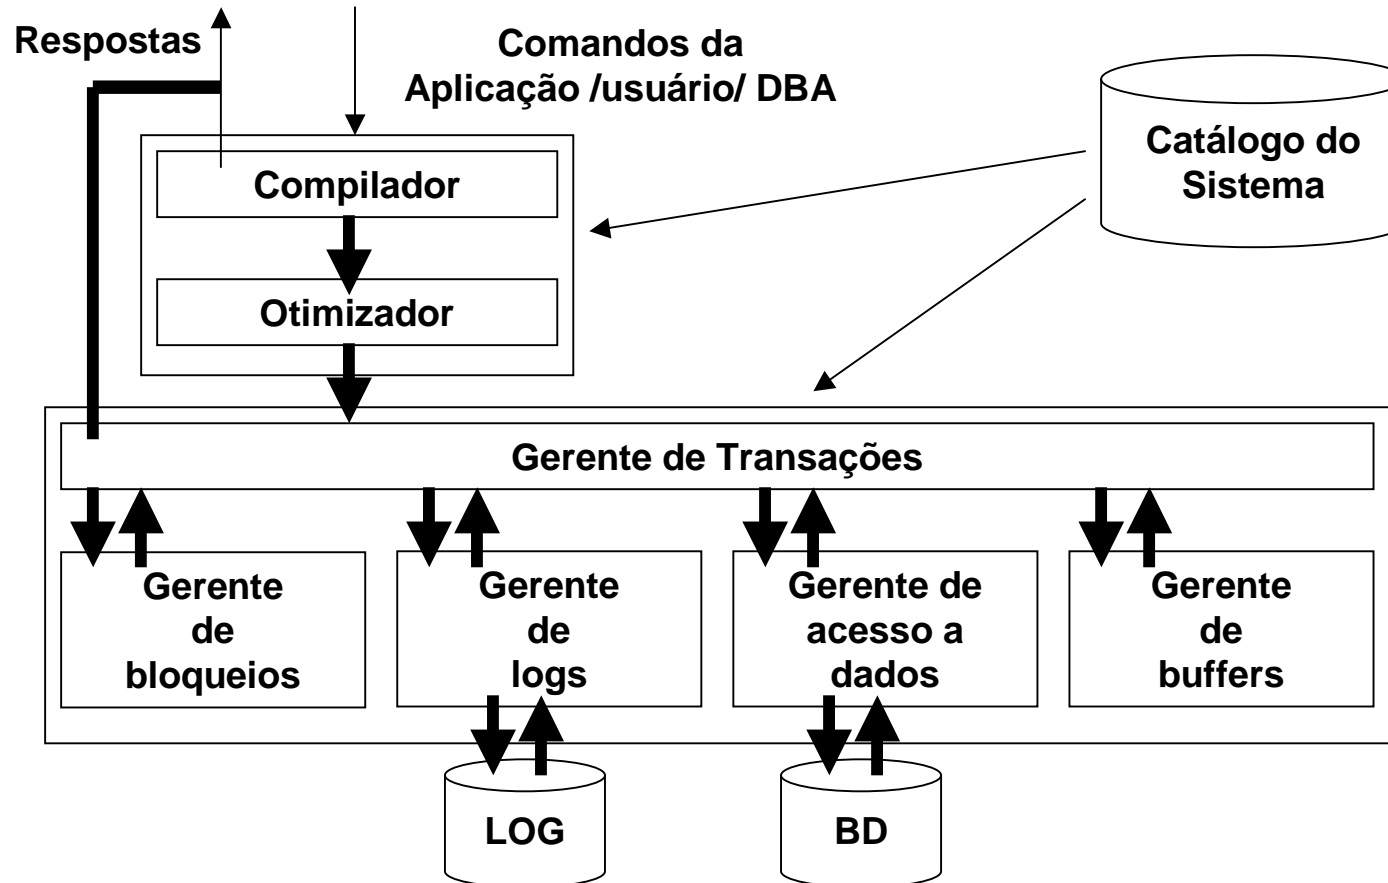 Respostas
Comandos da
Aplicação /usuário/ DBA
Catálogo do
Sistema
Compilador
Otimizador
Gerente de Transações
Gerente
de
bloqueios
Gerente
de
logs
Gerente de
acesso a
dados
Gerente
de
buffers
LOG
BD